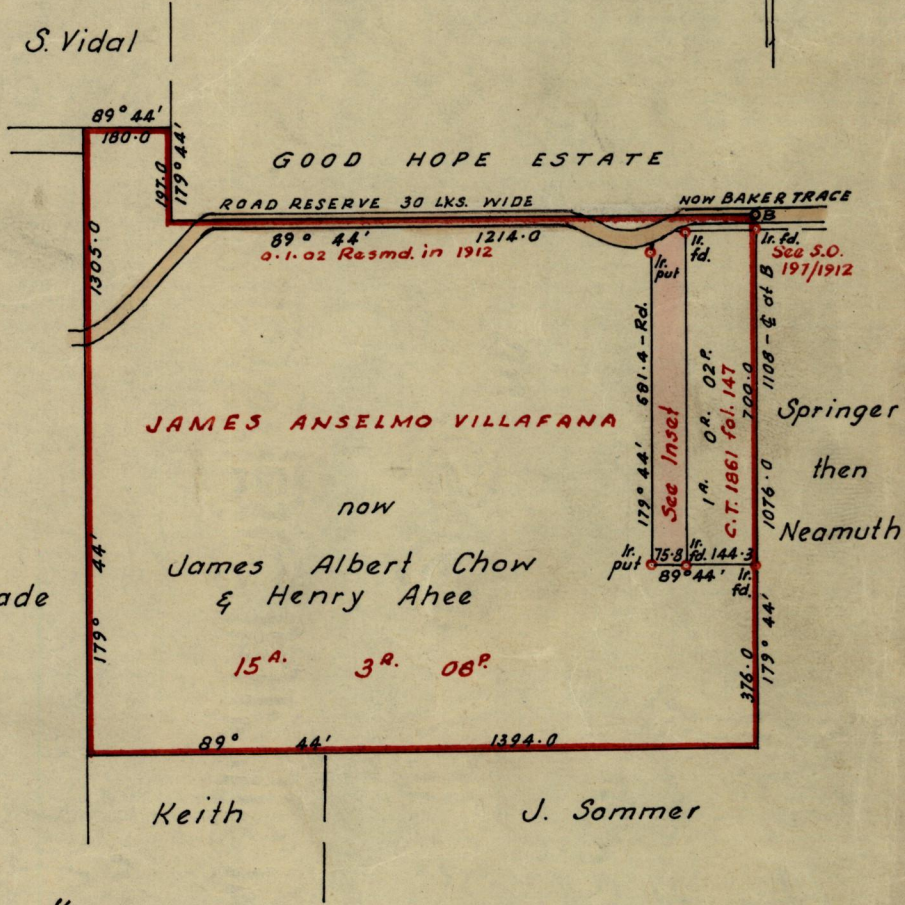 S. Vidal
89° 44'
180·0
197.0
179° 44'
GOOD HOPE ESTATE
ROAD RESERVE 30 LKS. WIDE
NOW BAKER TRACE
B
89° 44' 1214·0
0.1.02 Resmd. in 1912
Ir. put
Ir. fd.
Ir. fd.
See S.O.
197/1912
1305·0
179° 44'
681.4 – Rd.
179° 44'
See Inset
1A. 0R. 02P.
C.T. 1861 fol. 147
700.0
1108 – ℄ at B
1076·0
Springer
then
Neamuth
JAMES ANSELMO VILLAFANA
now
James Albert Chow
& Henry Ahee
15A. 3R. 08P.
Ir. put
75·8
Ir. fd.
144·3
89° 44'
Ir. fd.
376·0
179° 44'
ade
89° 44' 1394·0
Keith
J. Sommer